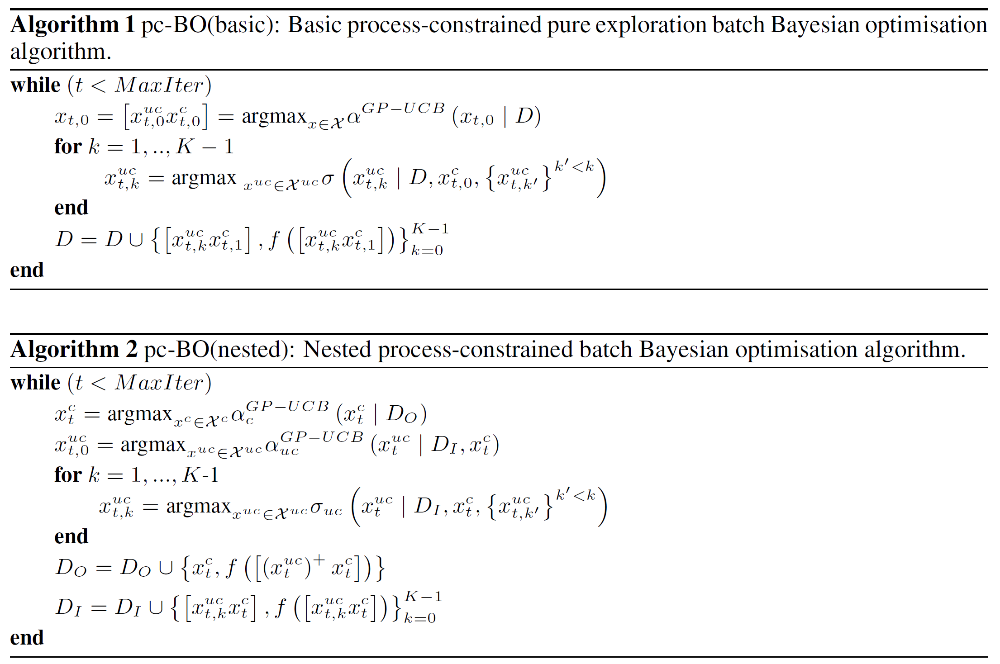 Algorithm 1 pc-BO(basic): Basic process-constrained pure exploration batch Bayesian optimisation
algorithm.
while $(t < MaxIter)$
$x_{t,0} = \left[x_{t,0}^{uc} x_{t,0}^{c}\right] = \text{argmax}_{x \in \mathcal{X}} \alpha^{GP-UCB} \left(x_{t,0} \mid D\right)$
for $k = 1, .., K - 1$
$x_{t,k}^{uc} = \text{argmax}_{x^{uc} \in \mathcal{X}^{uc}} \sigma \left( x_{t,k}^{uc} \mid D, x_{t,0}^{c}, \left\{x_{t,k'}^{uc}\right\}^{k' < k} \right)$
end
$D = D \cup \left\{ \left[x_{t,k}^{uc} x_{t,1}^{c}\right], f\left(\left[x_{t,k}^{uc} x_{t,1}^{c}\right]\right) \right\}_{k=0}^{K-1}$
end
Algorithm 2 pc-BO(nested): Nested process-constrained batch Bayesian optimisation algorithm.
while $(t < MaxIter)$
$x_{t}^{c} = \text{argmax}_{x^{c} \in \mathcal{X}^{c}} \alpha_{c}^{GP-UCB} \left(x_{t}^{c} \mid D_{O}\right)$
$x_{t,0}^{uc} = \text{argmax}_{x^{uc} \in \mathcal{X}^{uc}} \alpha_{uc}^{GP-UCB} \left(x_{t}^{uc} \mid D_{I}, x_{t}^{c}\right)$
for $k = 1, ..., K$-1
$x_{t,k}^{uc} = \text{argmax}_{x^{uc} \in \mathcal{X}^{uc}} \sigma_{uc} \left( x_{t}^{uc} \mid D_{I}, x_{t}^{c}, \left\{x_{t,k'}^{uc}\right\}^{k' < k} \right)$
end
$D_{O} = D_{O} \cup \left\{ x_{t}^{c}, f\left(\left[\left(x_{t}^{uc}\right)^{+} x_{t}^{c}\right]\right) \right\}$
$D_{I} = D_{I} \cup \left\{ \left[x_{t,k}^{uc} x_{t}^{c}\right], f\left(\left[x_{t,k}^{uc} x_{t}^{c}\right]\right) \right\}_{k=0}^{K-1}$
end